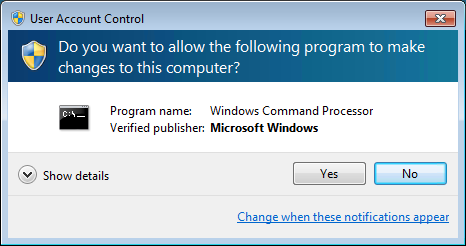 User Account Control
Do you want to allow the following program to make
changes to this computer?
C:\_
Program name: Windows Command Processor
Verified publisher: Microsoft Windows
Show details
Yes
No
Change when these notifications appear